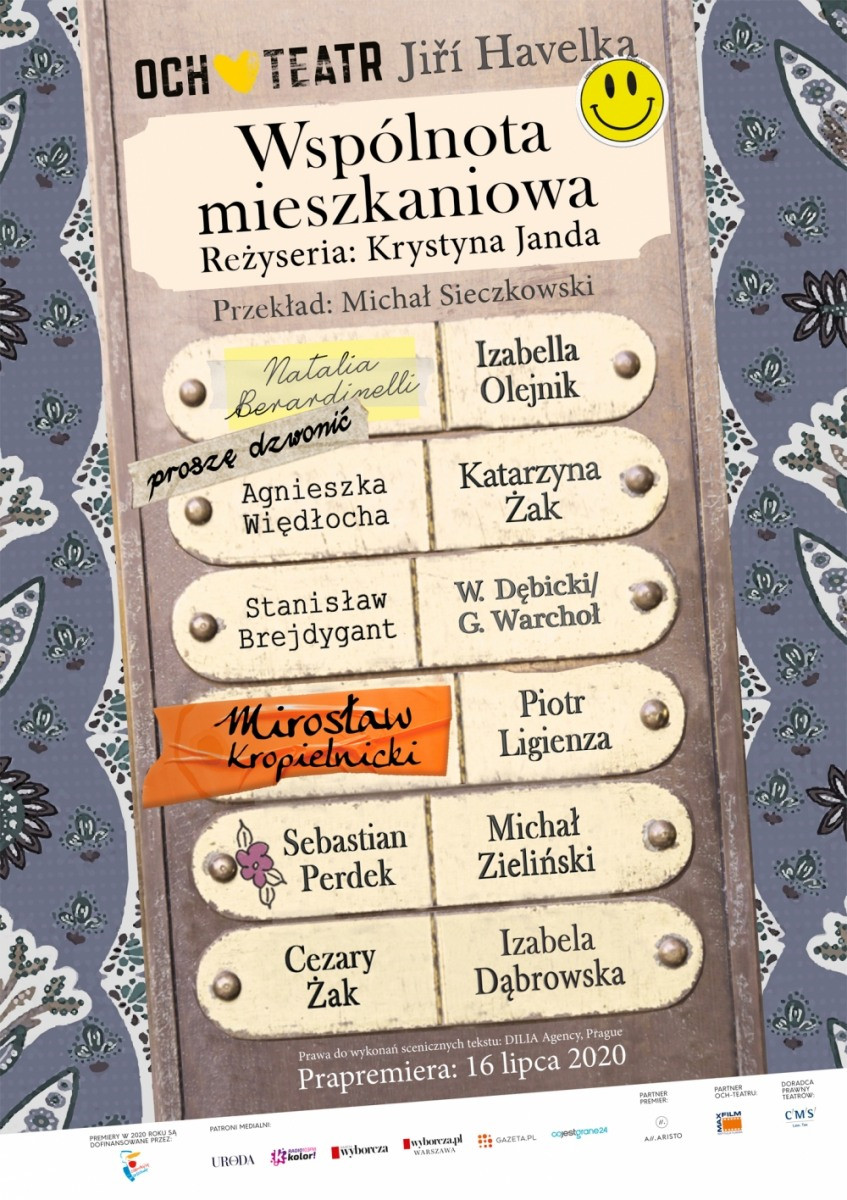 OCH TEATR Jiří Havelka
Wspólnota
mieszkaniowa
Reżyseria: Krystyna Janda
Przekład: Michał Sieczkowski
Natalia
Berardinelli
Izabella
Olejnik
proszę dzwonić
Agnieszka
Więdłocha
Katarzyna
Żak
Stanisław
Brejdygant
W. Dębicki/
G. Warchoł
Mirosław
Kropielnicki
Piotr
Ligienza
Sebastian
Perdek
Michał
Zieliński
Cezary
Żak
Izabela
Dąbrowska
Prawa do wykonań scenicznych tekstu: DILIA Agency, Prague
Prapremiera: 16 lipca 2020
PREMIERY W 2020 ROKU SĄ
DOFINANSOWANE PRZEZ:
PATRONI MEDIALNI:
URODA
kolor!
wyborcza
wyborcza.pl
WARSZAWA
GAZETA.PL
cojestgrane24
PARTNER
PREMIER:
A\\.ARISTO
PARTNER
OCH-TEATRU:
MAXFILM
DORADCA
PRAWNY
TEATRÓW:
C'M'S'